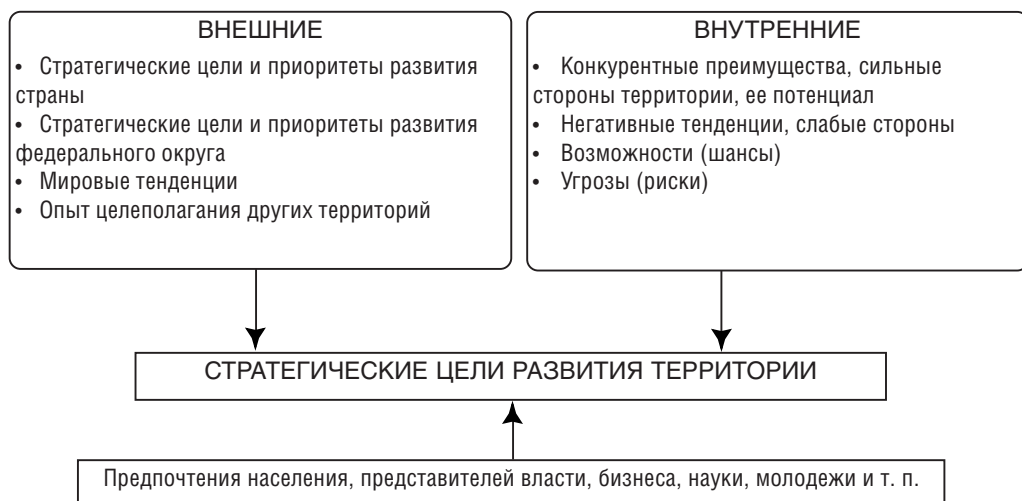 ВНЕШНИЕ
• Стратегические цели и приоритеты развития
страны
• Стратегические цели и приоритеты развития
федерального округа
• Мировые тенденции
• Опыт целеполагания других территорий
ВНУТРЕННИЕ
• Конкурентные преимущества, сильные
стороны территории, ее потенциал
• Негативные тенденции, слабые стороны
• Возможности (шансы)
• Угрозы (риски)
СТРАТЕГИЧЕСКИЕ ЦЕЛИ РАЗВИТИЯ ТЕРРИТОРИИ
Предпочтения населения, представителей власти, бизнеса, науки, молодежи и т. п.